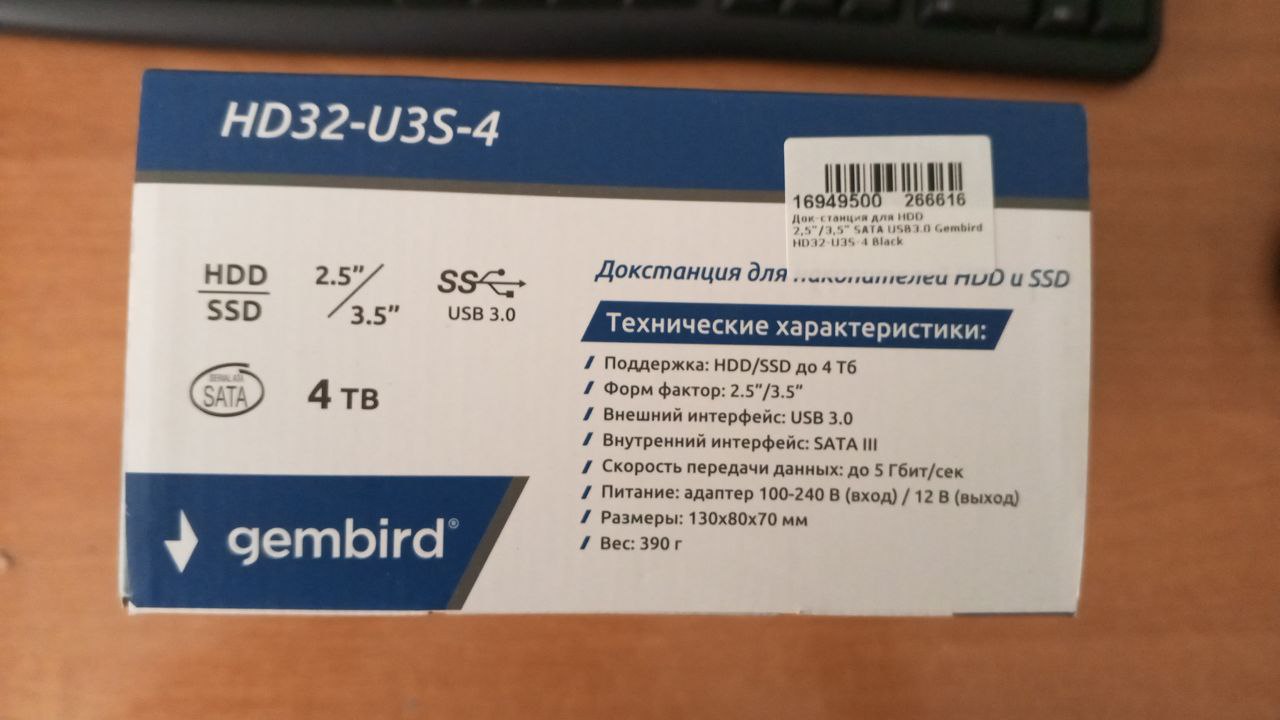 HD32-U3S-4
16949500 266616
Док-станция для HDD
2,5"/3,5" SATA USB3.0 Gembird
HD32-U3S-4 Black
HDD
SSD
2.5"/
3.5"
SS
USB 3.0
SERIAL ATA
SATA
4 TB
Докстанция для накопителей HDD и SSD
Технические характеристики:
Поддержка: HDD/SSD до 4 Тб
Форм фактор: 2.5"/3.5"
Внешний интерфейс: USB 3.0
Внутренний интерфейс: SATA III
Скорость передачи данных: до 5 Гбит/сек
Питание: адаптер 100-240 В (вход) / 12 В (выход)
Размеры: 130x80x70 мм
Вес: 390 г
gembird®